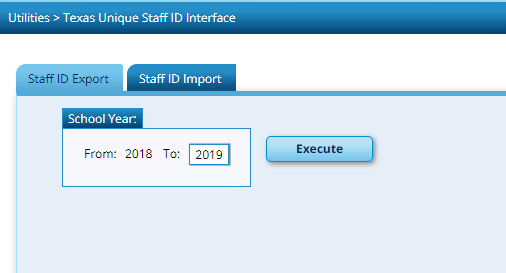 Utilities > Texas Unique Staff ID Interface
Staff ID Export Staff ID Import
School Year:
From: 2018 To: 2019 Execute